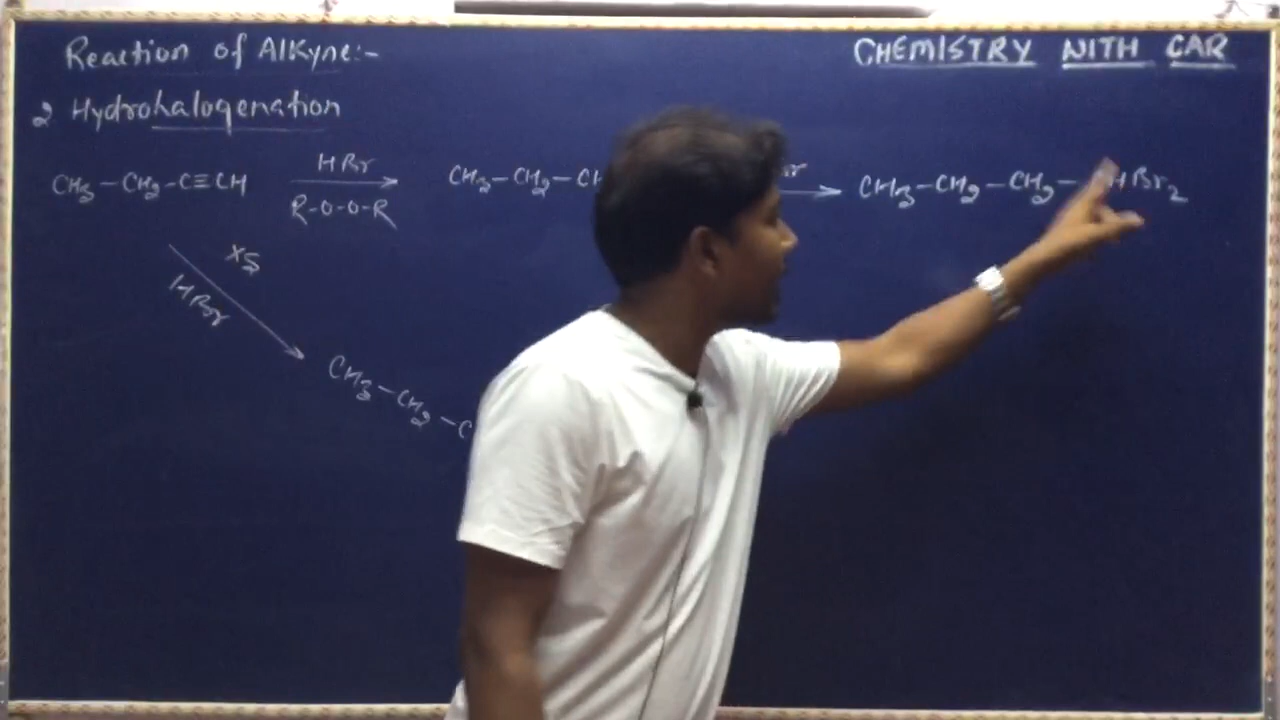 Reaction of Alkyne:-
CHEMISTRY WITH CAR
2 Hydrohalogenation
CH3-CH2-C≡CH
HBr
R-O-O-R
CH3-CH2-CH
CH3-CH2-CH2-HBr2
XS
HBr
CH3-CH2-C